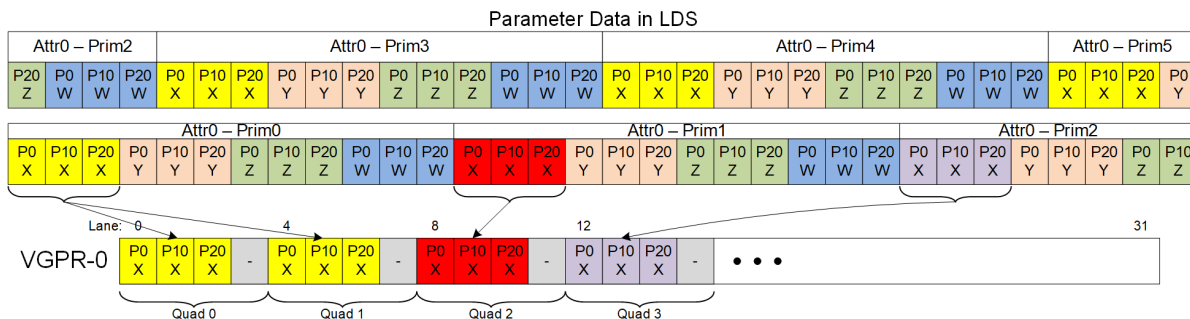 Parameter Data in LDS
Attr0 – Prim2 Attr0 – Prim3 Attr0 – Prim4 Attr0 – Prim5
P20 P0 P10 P20 P0 P10 P20 P0 P10 P20 P0 P10 P20 P0 P10 P20 P0 P10 P20 P0 P10 P20 P0 P10 P20 P0 P10 P20 P0 P10 P20 P0
Z W W W X X X Y Y Y Z Z Z W W W X X X Y Y Y Z Z Z W W W X X X Y
Attr0 – Prim0 Attr0 – Prim1 Attr0 – Prim2
P0 P10 P20 P0 P10 P20 P0 P10 P20 P0 P10 P20 P0 P10 P20 P0 P10 P20 P0 P10 P20 P0 P10 P20 P0 P10 P20 P0 P10 P20 P0 P10
X X X Y Y Y Z Z Z W W W X X X Y Y Y Z Z Z W W W X X X Y Y Y Z Z
Lane: 0 4 8 12 31
VGPR-0
P0 P10 P20 - P0 P10 P20 - P0 P10 P20 - P0 P10 P20 - • • •
X X X X X X X X X X X X
Quad 0 Quad 1 Quad 2 Quad 3